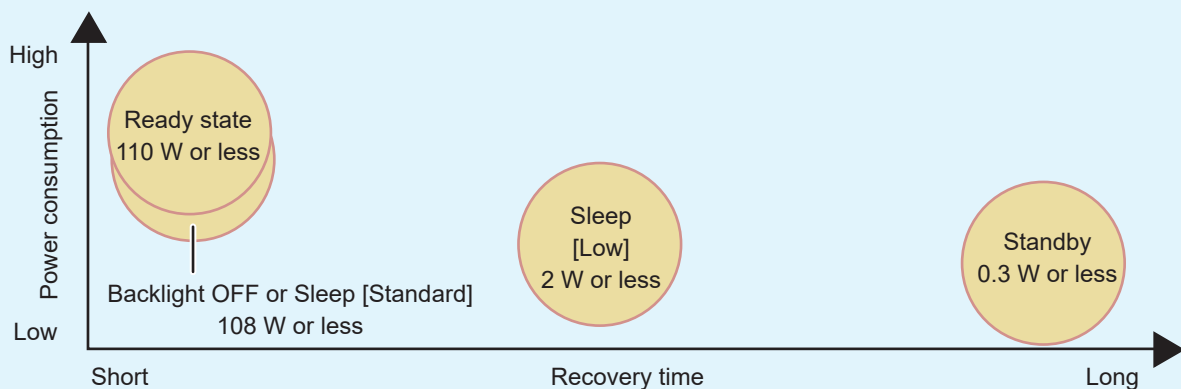 High
Power consumption
Low
Ready state
110 W or less
Backlight OFF or Sleep [Standard]
108 W or less
Sleep
[Low]
2 W or less
Standby
0.3 W or less
Short
Recovery time
Long